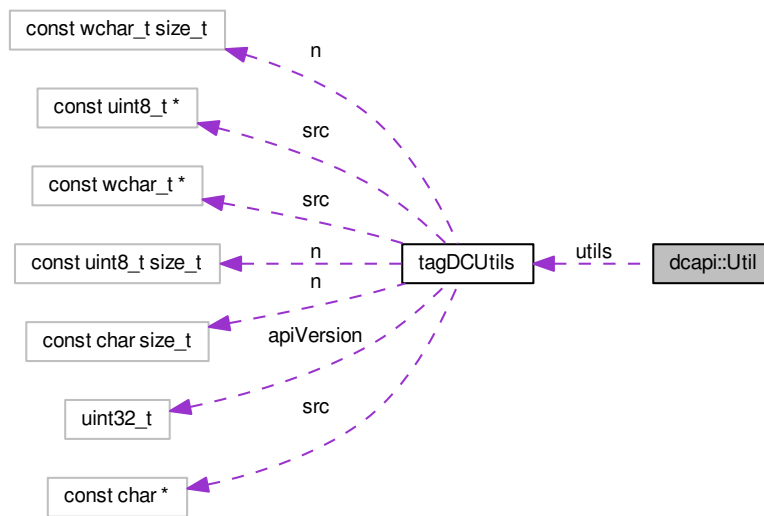 const wchar_t size_t
n
const uint8_t *
src
const wchar_t *
src
const uint8_t size_t
n
tagDCUtils
utils
dcapi::Util
n
const char size_t
apiVersion
uint32_t
src
const char *